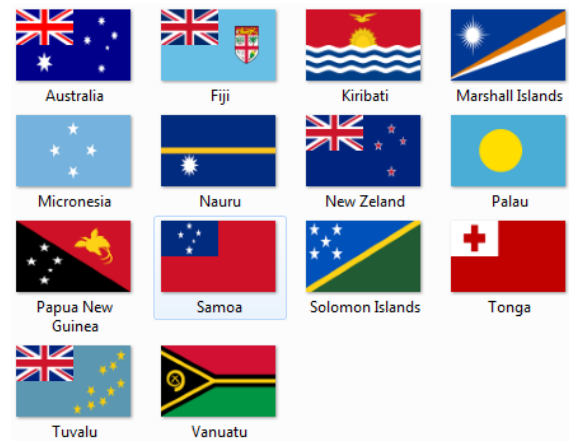 Australia
Fiji
Kiribati
Marshall Islands
Micronesia
Nauru
New Zeland
Palau
Papua New
Guinea
Samoa
Solomon Islands
Tonga
Tuvalu
Vanuatu